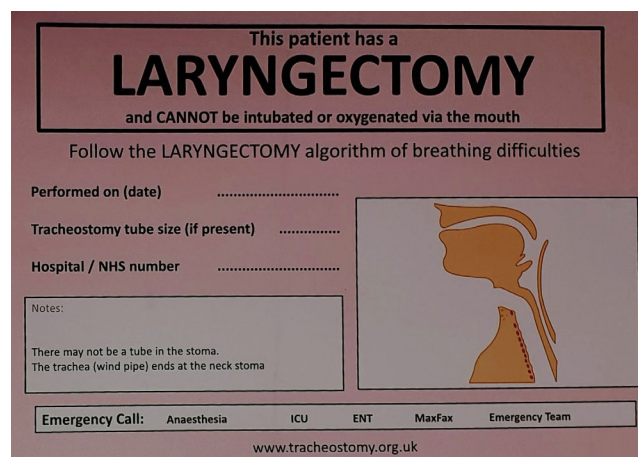 This patient has a
LARYNGECTOMY
and CANNOT be intubated or oxygenated via the mouth
Follow the LARYNGECTOMY algorithm of breathing difficulties
Performed on (date) ..............................
Tracheostomy tube size (if present) ...............
Hospital / NHS number ..............................
Notes:
There may not be a tube in the stoma.
The trachea (wind pipe) ends at the neck stoma
Emergency Call: Anaesthesia ICU ENT MaxFax Emergency Team
www.tracheostomy.org.uk